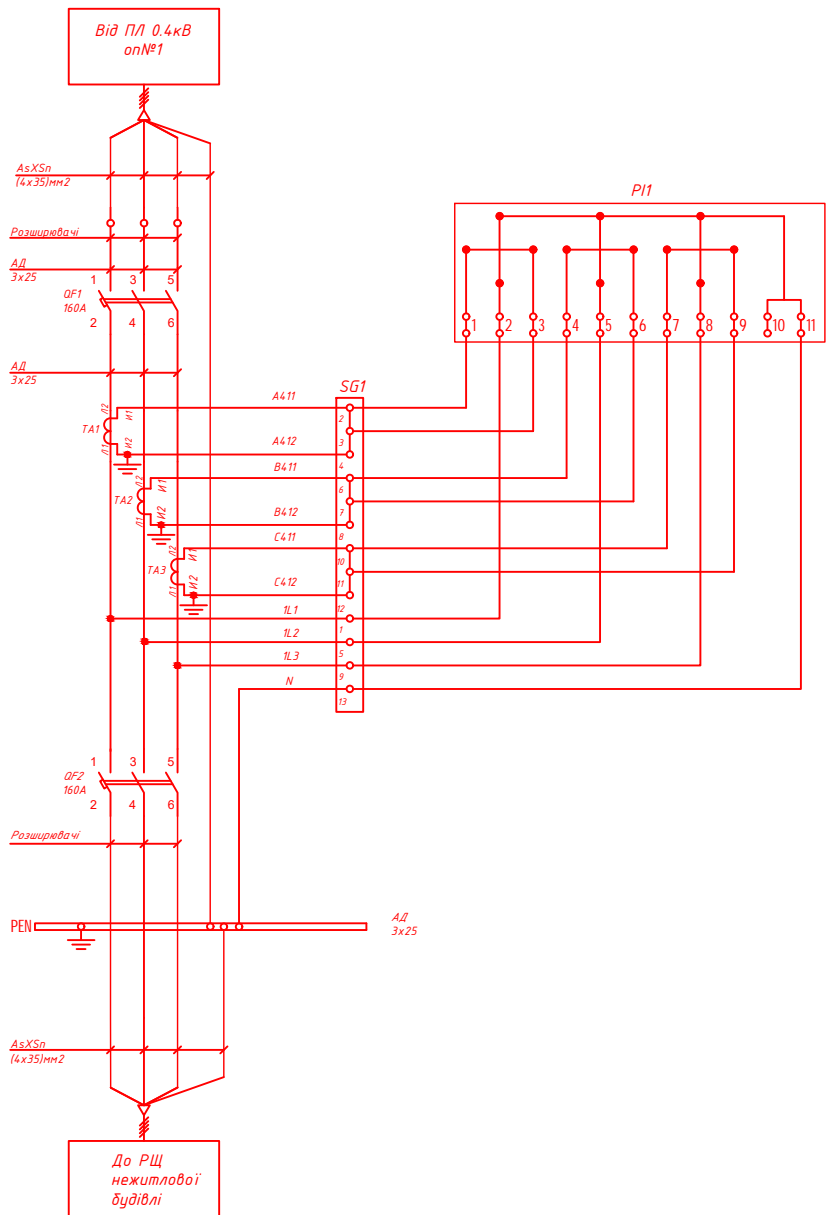 Від ПЛ 0.4кВ
оп№1
AsXSn
(4х35)мм2
PI1
Розширювачі
АД
3х25
1 3 5
QF1
160А
2 4 6
1 2 3 4 5 6 7 8 9 10 11
АД
3х25
SG1
A411
Л2 И1
TA1
2
Л1 И2
A412
3
B411
4
Л2 И1
TA2
6
Л1 И2
B412
7
C411
8
Л2 И1
TA3
10
Л1 И2
C412
11
1L1
12
1L2
1
1L3
5
N
9
13
1 3 5
QF2
160А
2 4 6
Розширювачі
PEN
АД
3х25
AsXSn
(4х35)мм2
До РЩ
нежитлової
будівлі